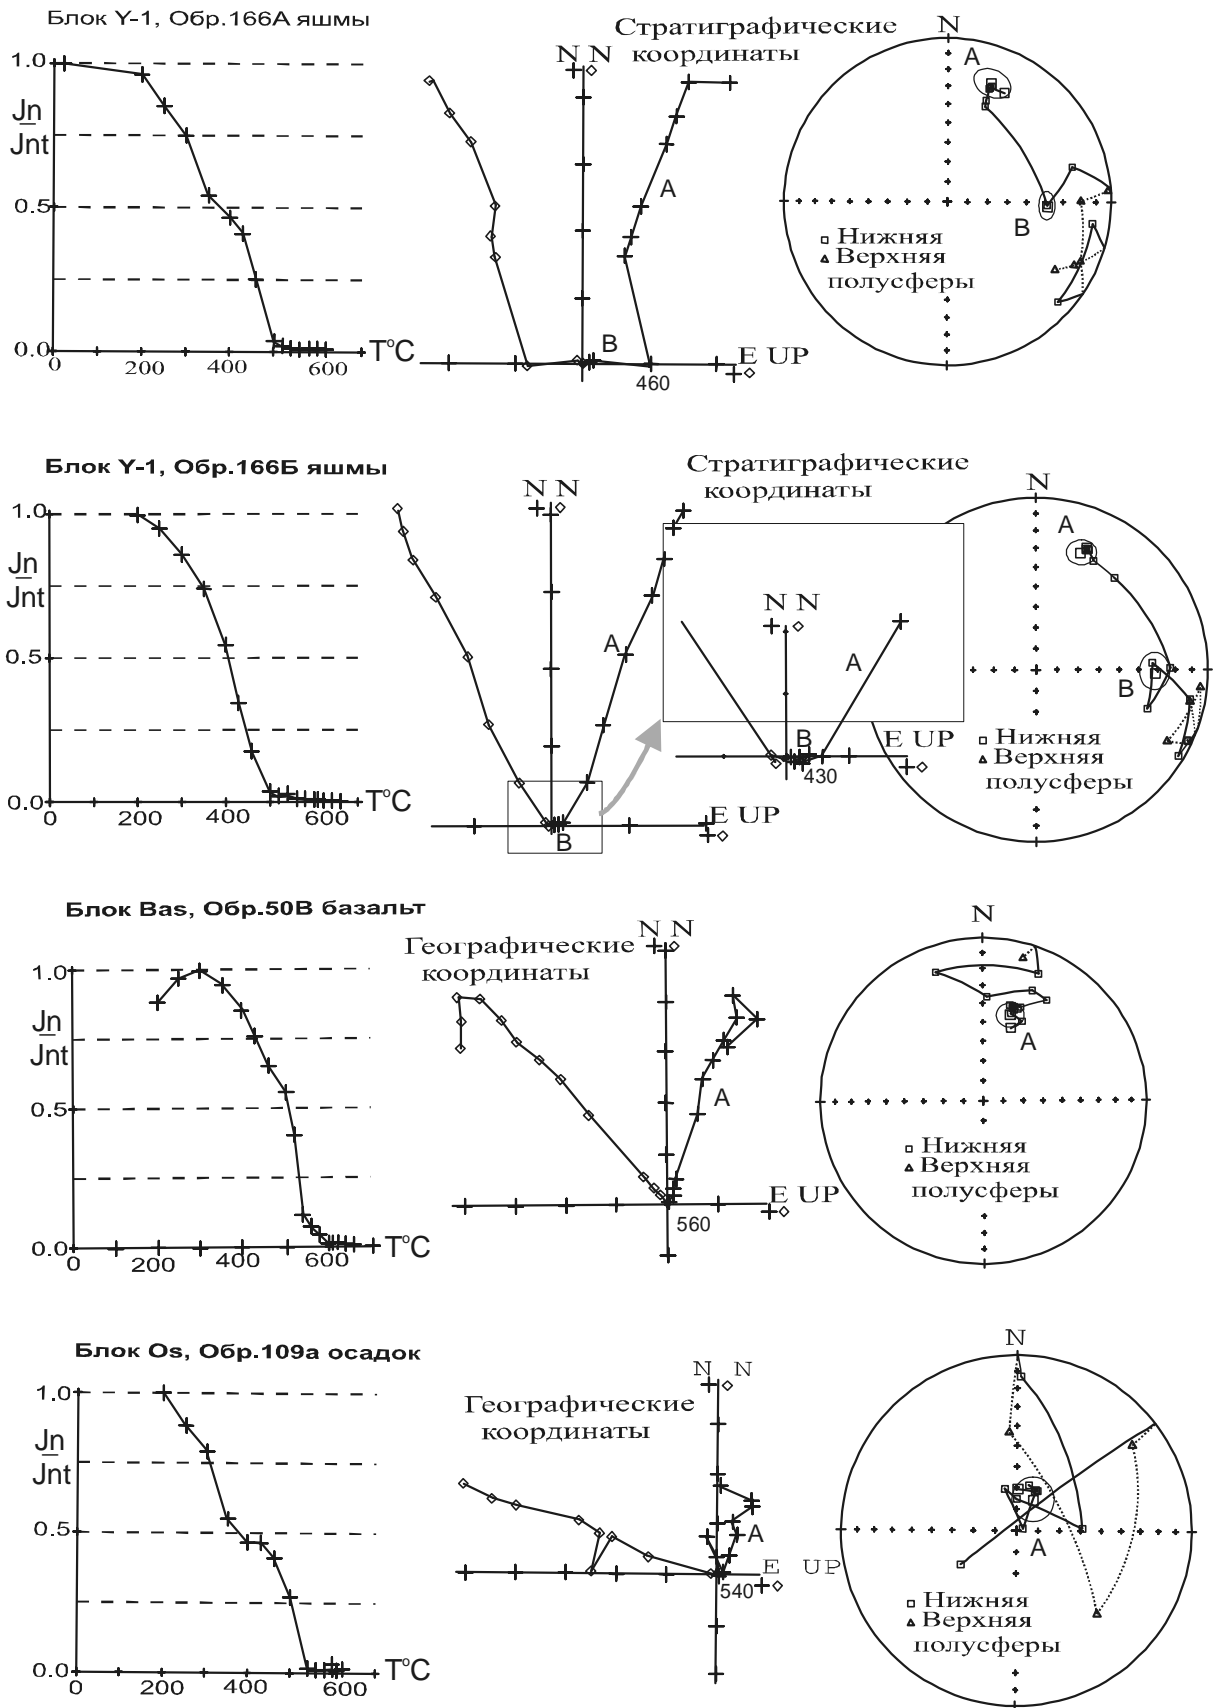 Блок Y-1, Обр.166А яшмы
1.0
Jn
Jnt
0.5
0.0
0 200 400 600
T°C
N N
Стратиграфические
координаты
A
B
E UP
460
N
A
B
Нижняя
Верхняя
полусферы
Блок Y-1, Обр.166Б яшмы
1.0
Jn
Jnt
0.5
0.0
0 200 400 600
T°C
N N
A
B
E UP
Стратиграфические
координаты
N N
A
B
430
E UP
N
A
B
Нижняя
Верхняя
полусферы
Блок Bas, Обр.50В базальт
1.0
Jn
Jnt
0.5
0.0
0 200 400 600
T°C
Географические
координаты
N N
A
E UP
560
N
A
Нижняя
Верхняя
полусферы
Блок Os, Обр.109а осадок
1.0
Jn
Jnt
0.5
0.0
0 200 400 600
T°C
Географические
координаты
N N
A
E UP
540
N
A
Нижняя
Верхняя
полусферы